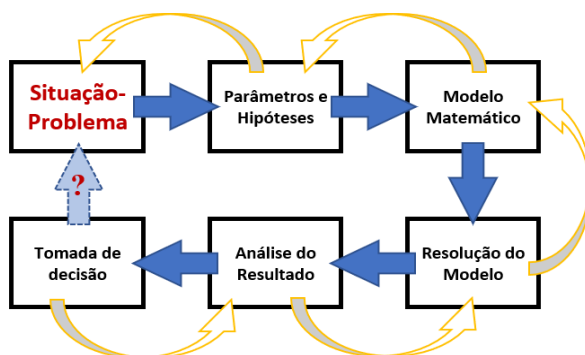 Situação-
Problema
Parâmetros e
Hipóteses
Modelo
Matemático
?
Tomada de
decisão
Análise do
Resultado
Resolução do
Modelo